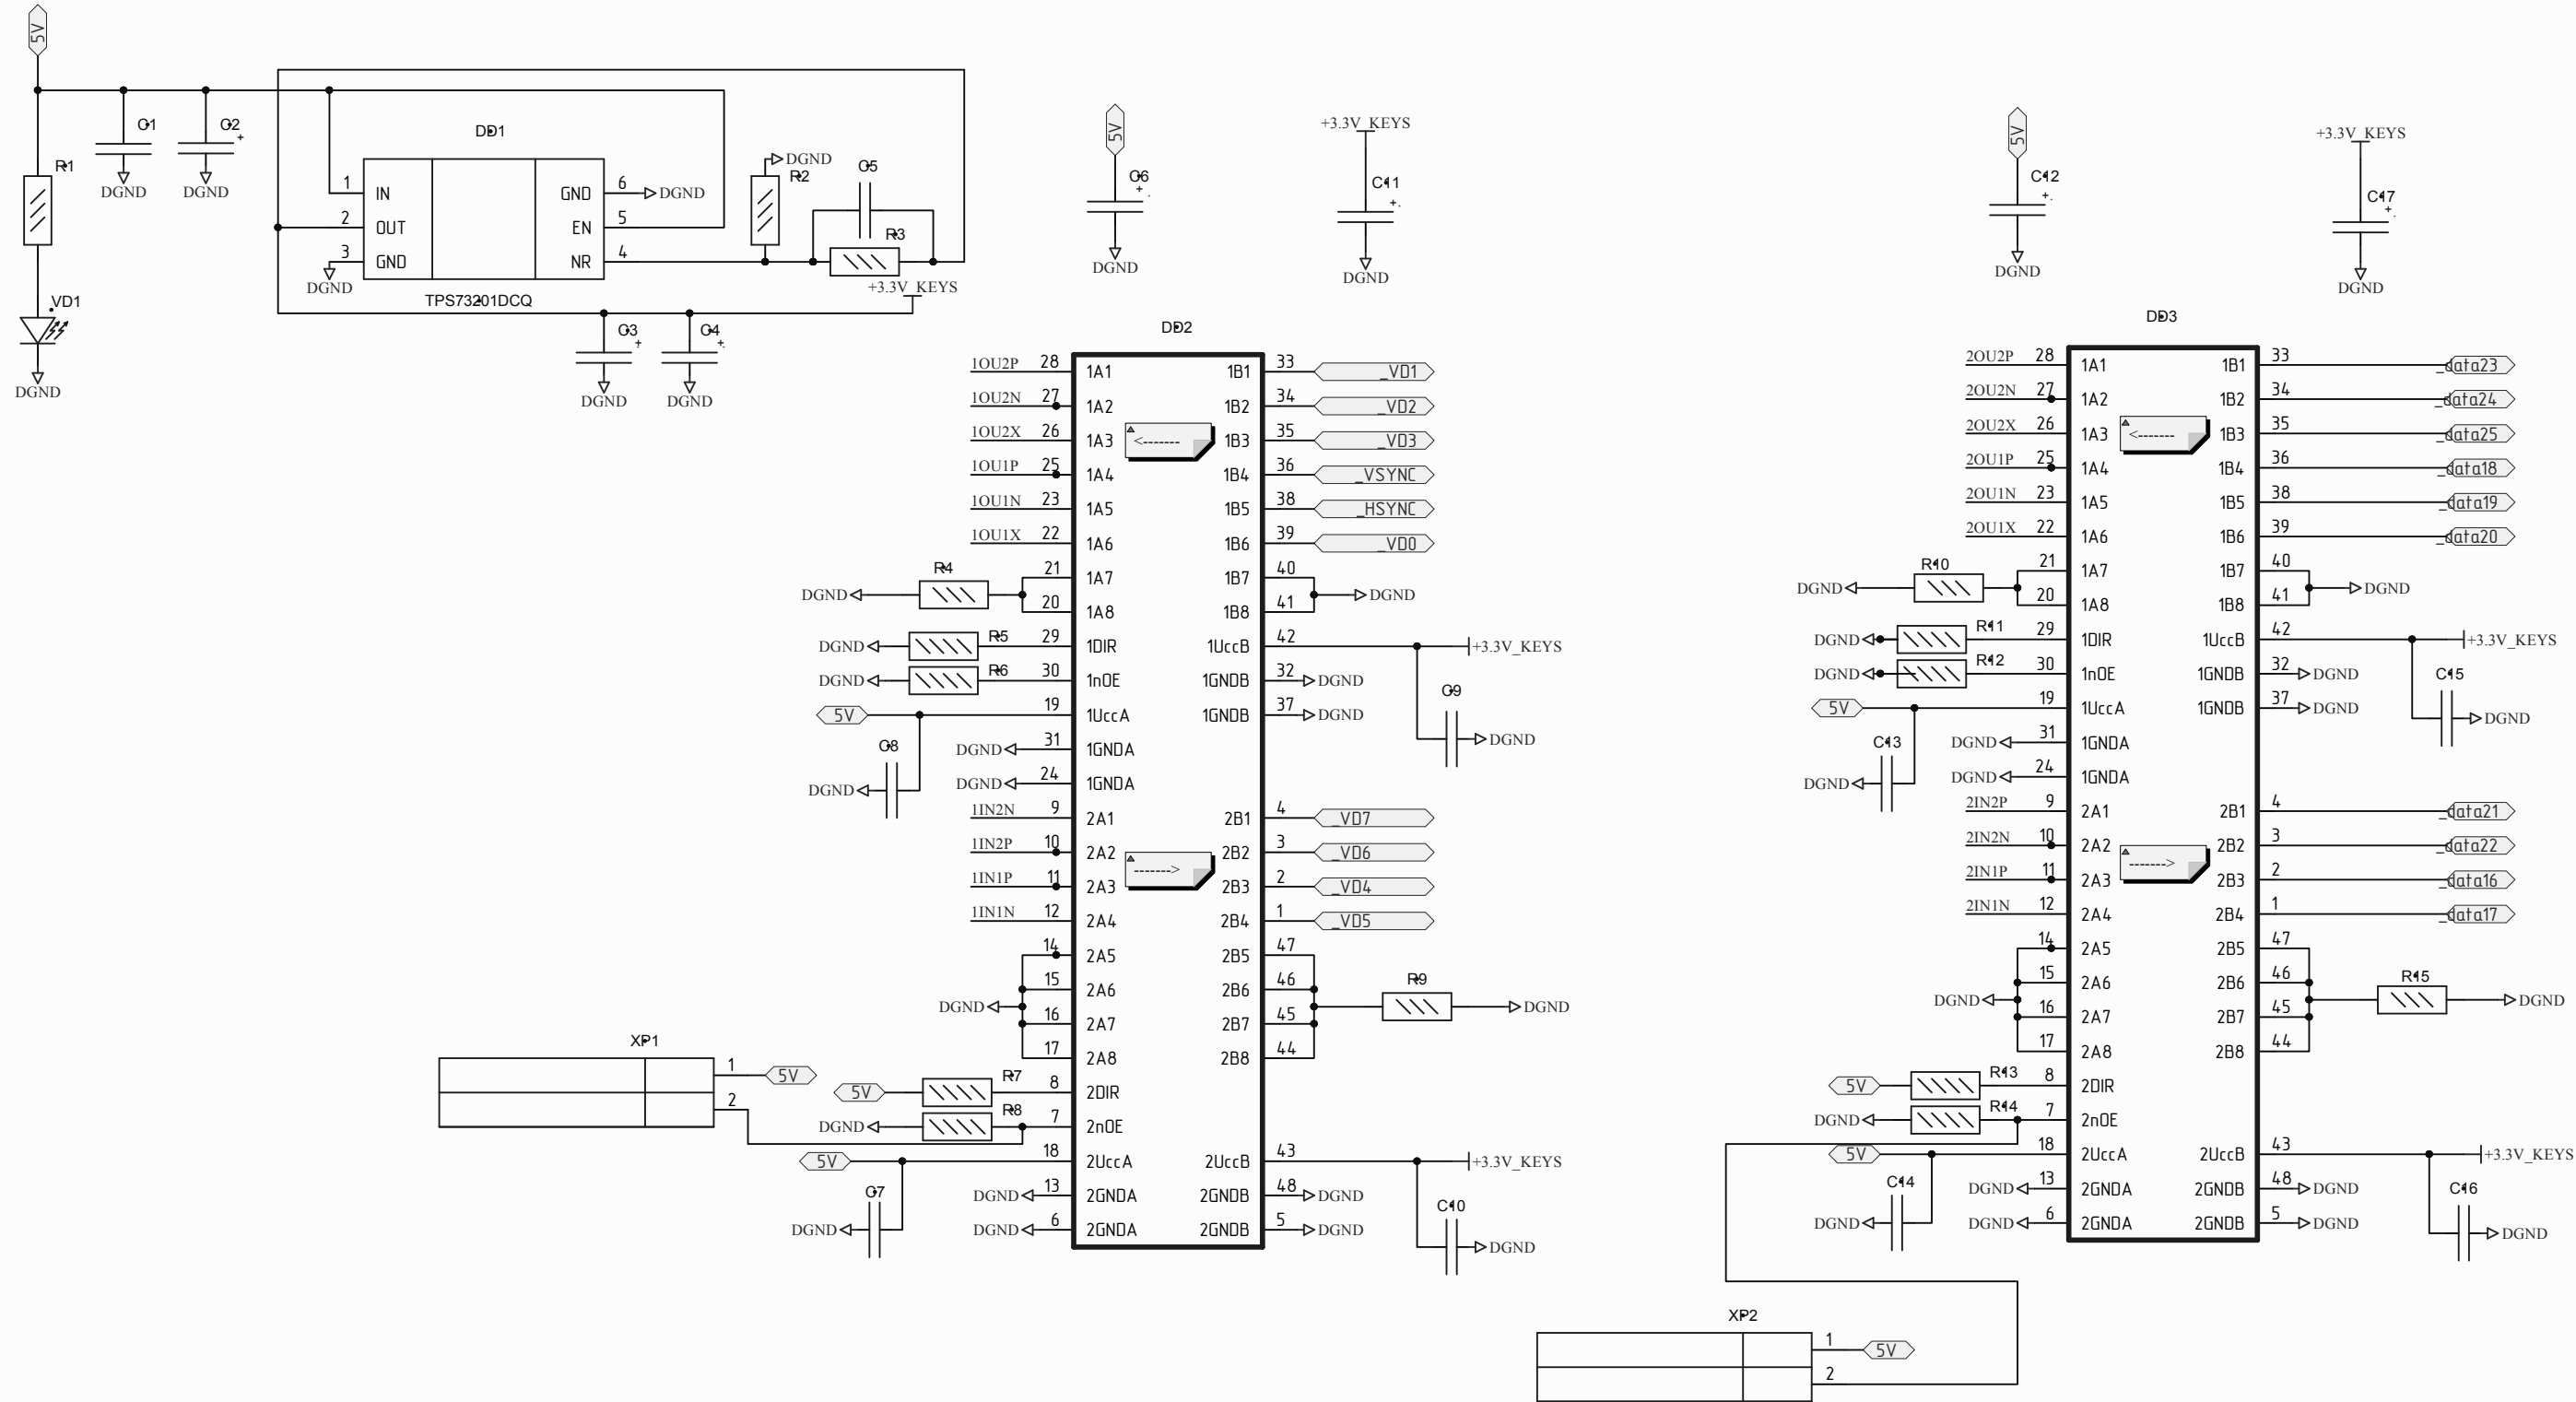 5V
R1
VD1
DGND
C1
DGND
C2
+
DGND
DD1
1 IN GND 6 DGND
2 OUT EN 5
3 GND NR 4
DGND
TPS73201DCQ
DGND
R2
C5
R3
+3.3V_KEYS
C3
+
DGND
C4
+
DGND
5V
C6
+
DGND
+3.3V_KEYS
C11
+
DGND
5V
C12
+
DGND
+3.3V_KEYS
C17
+
DGND
DD2
1OU2P 28 1A1 1B1 33 _VD1
1OU2N 27 1A2 1B2 34 _VD2
1OU2X 26 1A3 <------- 1B3 35 _VD3
1OU1P 25 1A4 1B4 36 _VSYNC
1OU1N 23 1A5 1B5 38 _HSYNC
1OU1X 22 1A6 1B6 39 _VD0
R4
21 1A7 1B7 40
DGND DGND
20 1A8 1B8 41
DGND R5 29 1DIR 1UccB 42 +3.3V_KEYS
DGND R6 30 1nOE 1GNDB 32 DGND
5V 19 1UccA 1GNDB 37 DGND
C9
DGND
C8
DGND
DGND 31 1GNDA
DGND 24 1GNDA
1IN2N 9 2A1 2B1 4 _VD7
1IN2P 10 2A2 2B2 3 _VD6
------->
1IN1P 11 2A3 2B3 2 _VD4
1IN1N 12 2A4 2B4 1 _VD5
14 2A5 2B5 47
15 2A6 2B6 46
DGND R9 DGND
16 2A7 2B7 45
17 2A8 2B8 44
XP1
1 5V
2
5V R7 8 2DIR
DGND R8 7 2nOE
5V 18 2UccA 2UccB 43 +3.3V_KEYS
C7
DGND
DGND 13 2GNDA 2GNDB 48 DGND
DGND 6 2GNDA 2GNDB 5 DGND
C10
DGND
DD3
2OU2P 28 1A1 1B1 33 _data23
2OU2N 27 1A2 1B2 34 _data24
2OU2X 26 1A3 <------- 1B3 35 _data25
2OU1P 25 1A4 1B4 36 _data18
2OU1N 23 1A5 1B5 38 _data19
2OU1X 22 1A6 1B6 39 _data20
R10
21 1A7 1B7 40
DGND DGND
20 1A8 1B8 41
DGND R11 29 1DIR 1UccB 42 +3.3V_KEYS
DGND R12 30 1nOE 1GNDB 32 DGND
5V 19 1UccA 1GNDB 37 DGND
C15
DGND
C13
DGND
DGND 31 1GNDA
DGND 24 1GNDA
2IN2P 9 2A1 2B1 4 _data21
2IN2N 10 2A2 2B2 3 _data22
------->
2IN1P 11 2A3 2B3 2 _data16
2IN1N 12 2A4 2B4 1 _data17
14 2A5 2B5 47
15 2A6 2B6 46
DGND R15 DGND
16 2A7 2B7 45
17 2A8 2B8 44
5V R13 8 2DIR
DGND R14 7 2nOE
5V 18 2UccA 2UccB 43 +3.3V_KEYS
C14
DGND
DGND 13 2GNDA 2GNDB 48 DGND
DGND 6 2GNDA 2GNDB 5 DGND
C16
DGND
XP2
1 5V
2